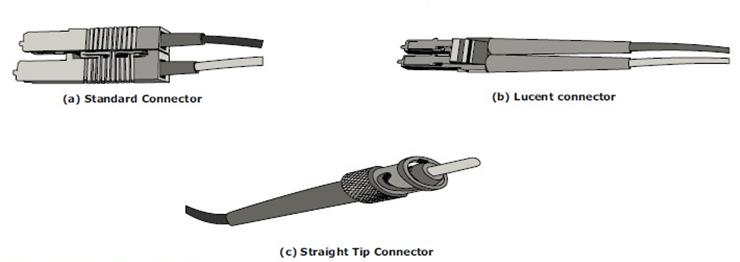 (a) Standard Connector
(b) Lucent connector
(c) Straight Tip Connector